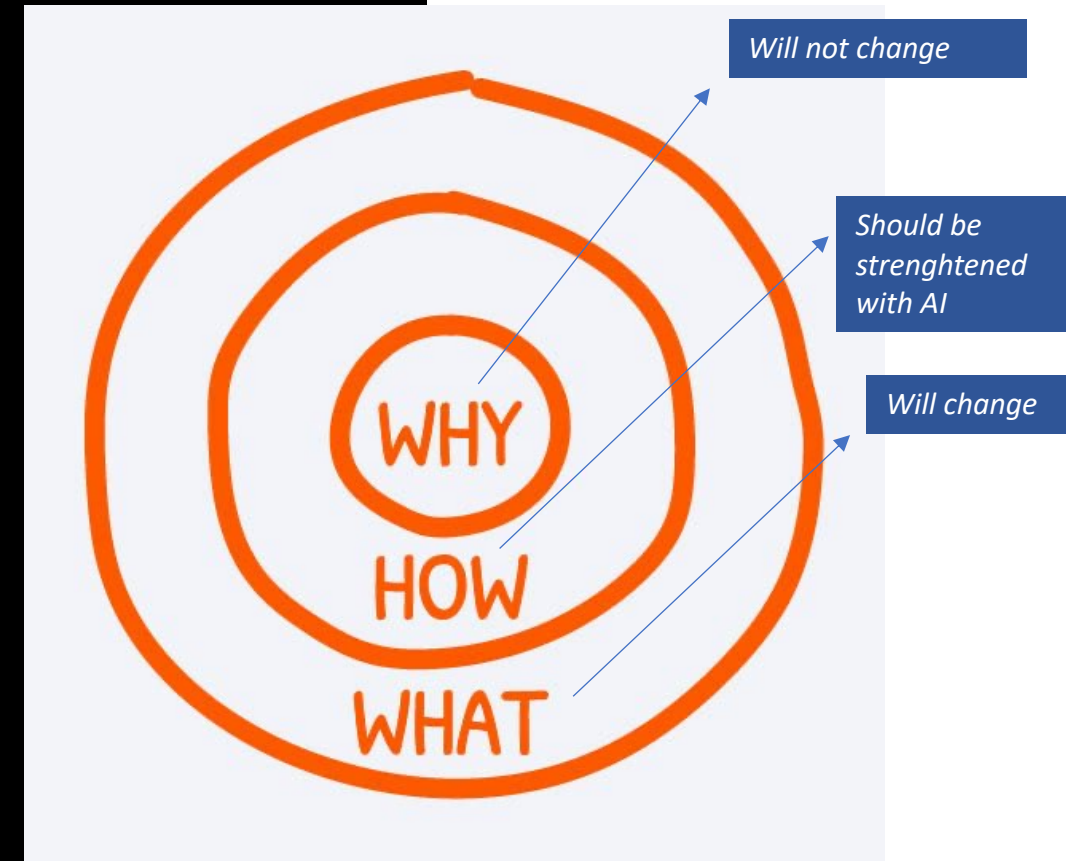 Will not change
Should be
strenghtened
with AI
Will change
WHY
HOW
WHAT